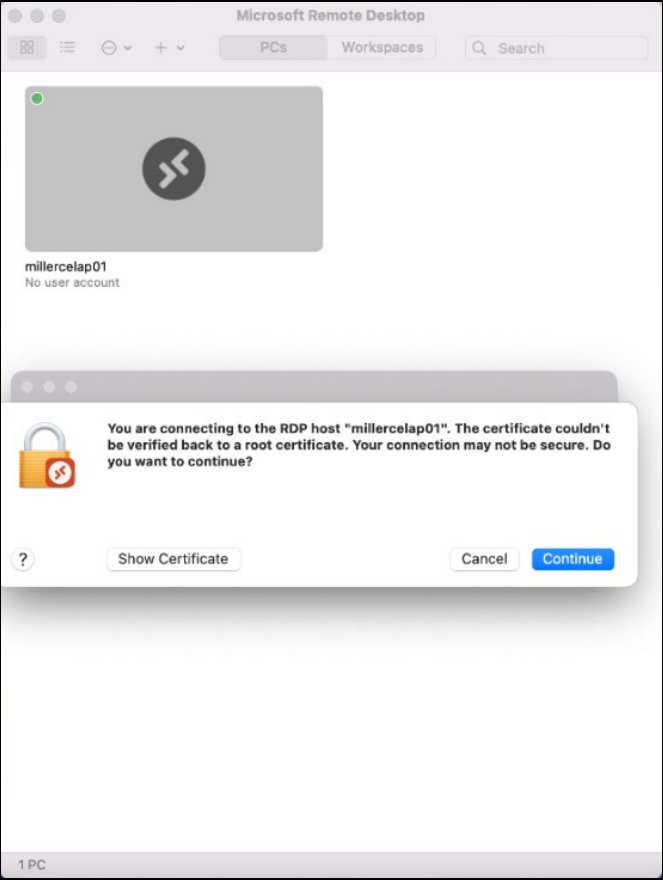 Microsoft Remote Desktop
PCs
Workspaces
Search
millercelap01
No user account
You are connecting to the RDP host "millercelap01". The certificate couldn't
be verified back to a root certificate. Your connection may not be secure. Do
you want to continue?
?
Show Certificate
Cancel
Continue
1 PC